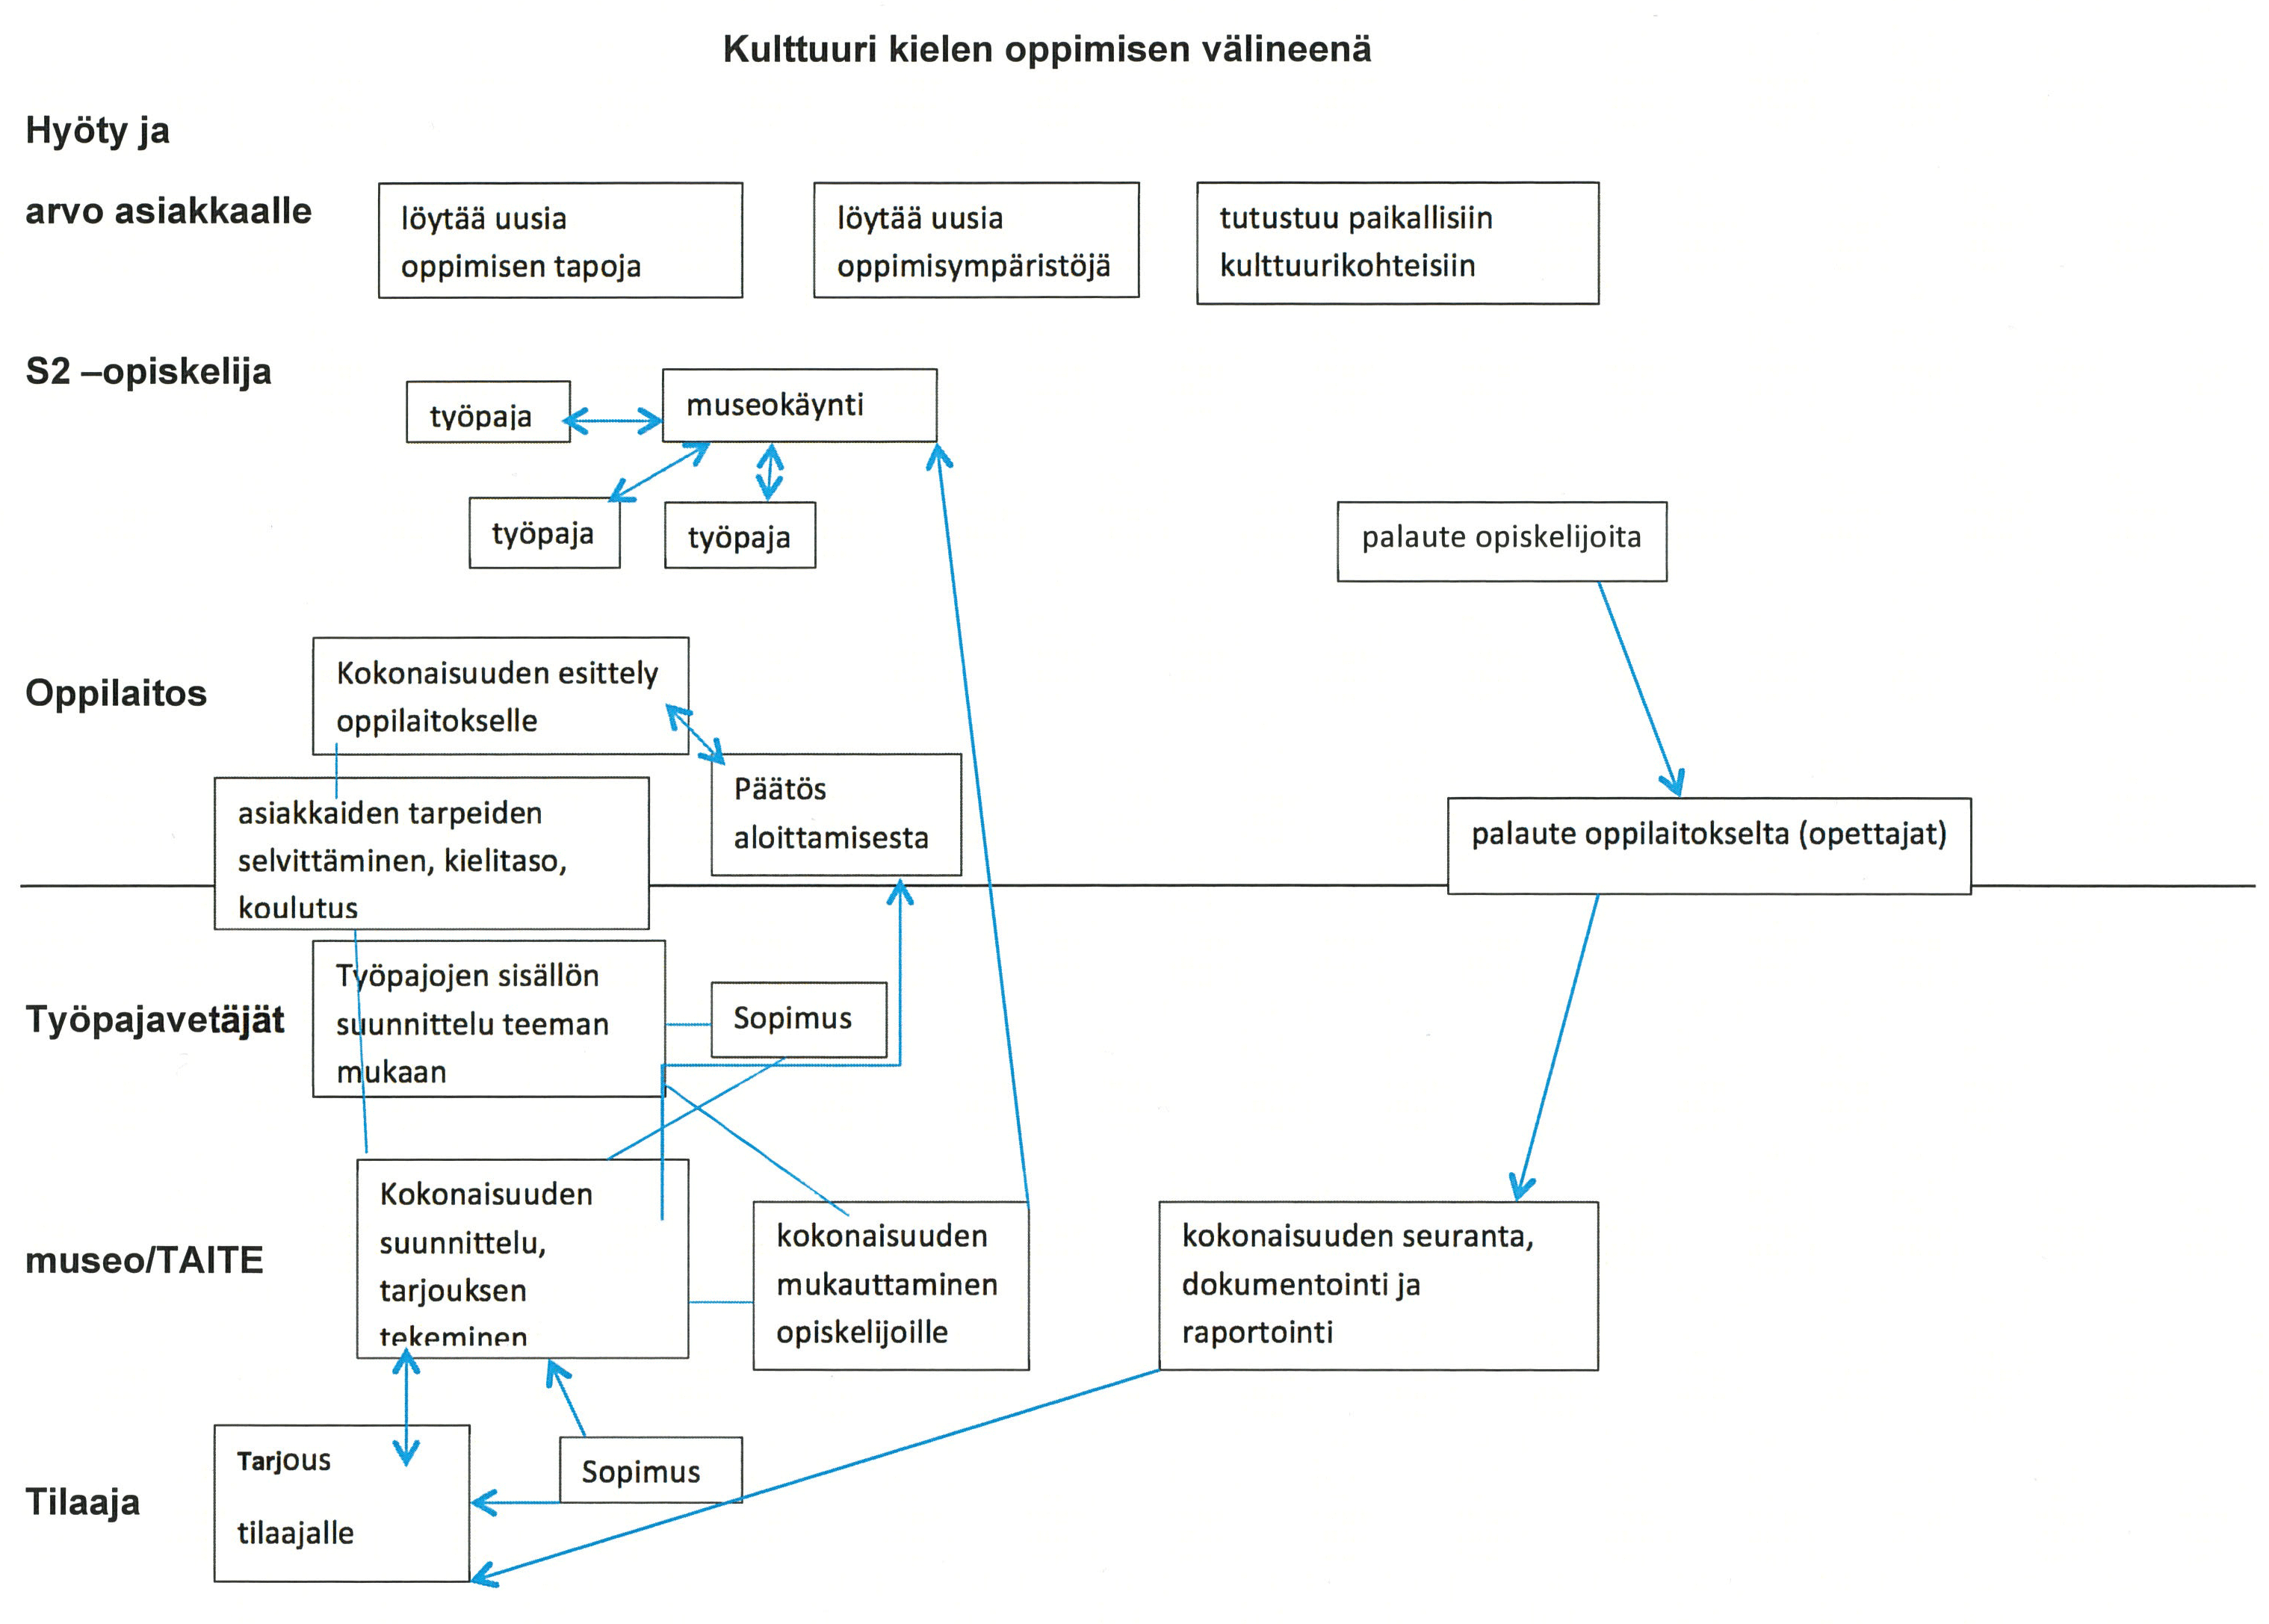 Kulttuuri kielen oppimisen välineenä
Hyöty ja
arvo asiakkaalle
löytää uusia
oppimisen tapoja
löytää uusia
oppimisympäristöjä
tutustuu paikallisiin
kulttuurikohteisiin
S2 –opiskelija
työpaja
museokäynti
työpaja
työpaja
palaute opiskelijoita
Oppilaitos
Kokonaisuuden esittely
oppilaitokselle
Päätös
aloittamisesta
asiakkaiden tarpeiden
selvittäminen, kielitaso,
koulutus
palaute oppilaitokselta (opettajat)
Työpajavetäjät
Työpajojen sisällön
suunnittelu teeman
mukaan
Sopimus
museo/TAITE
Kokonaisuuden
suunnittelu,
tarjouksen
tekeminen
kokonaisuuden
mukauttaminen
opiskelijoille
kokonaisuuden seuranta,
dokumentointi ja
raportointi
Tilaaja
Tarjous
tilaajalle
Sopimus